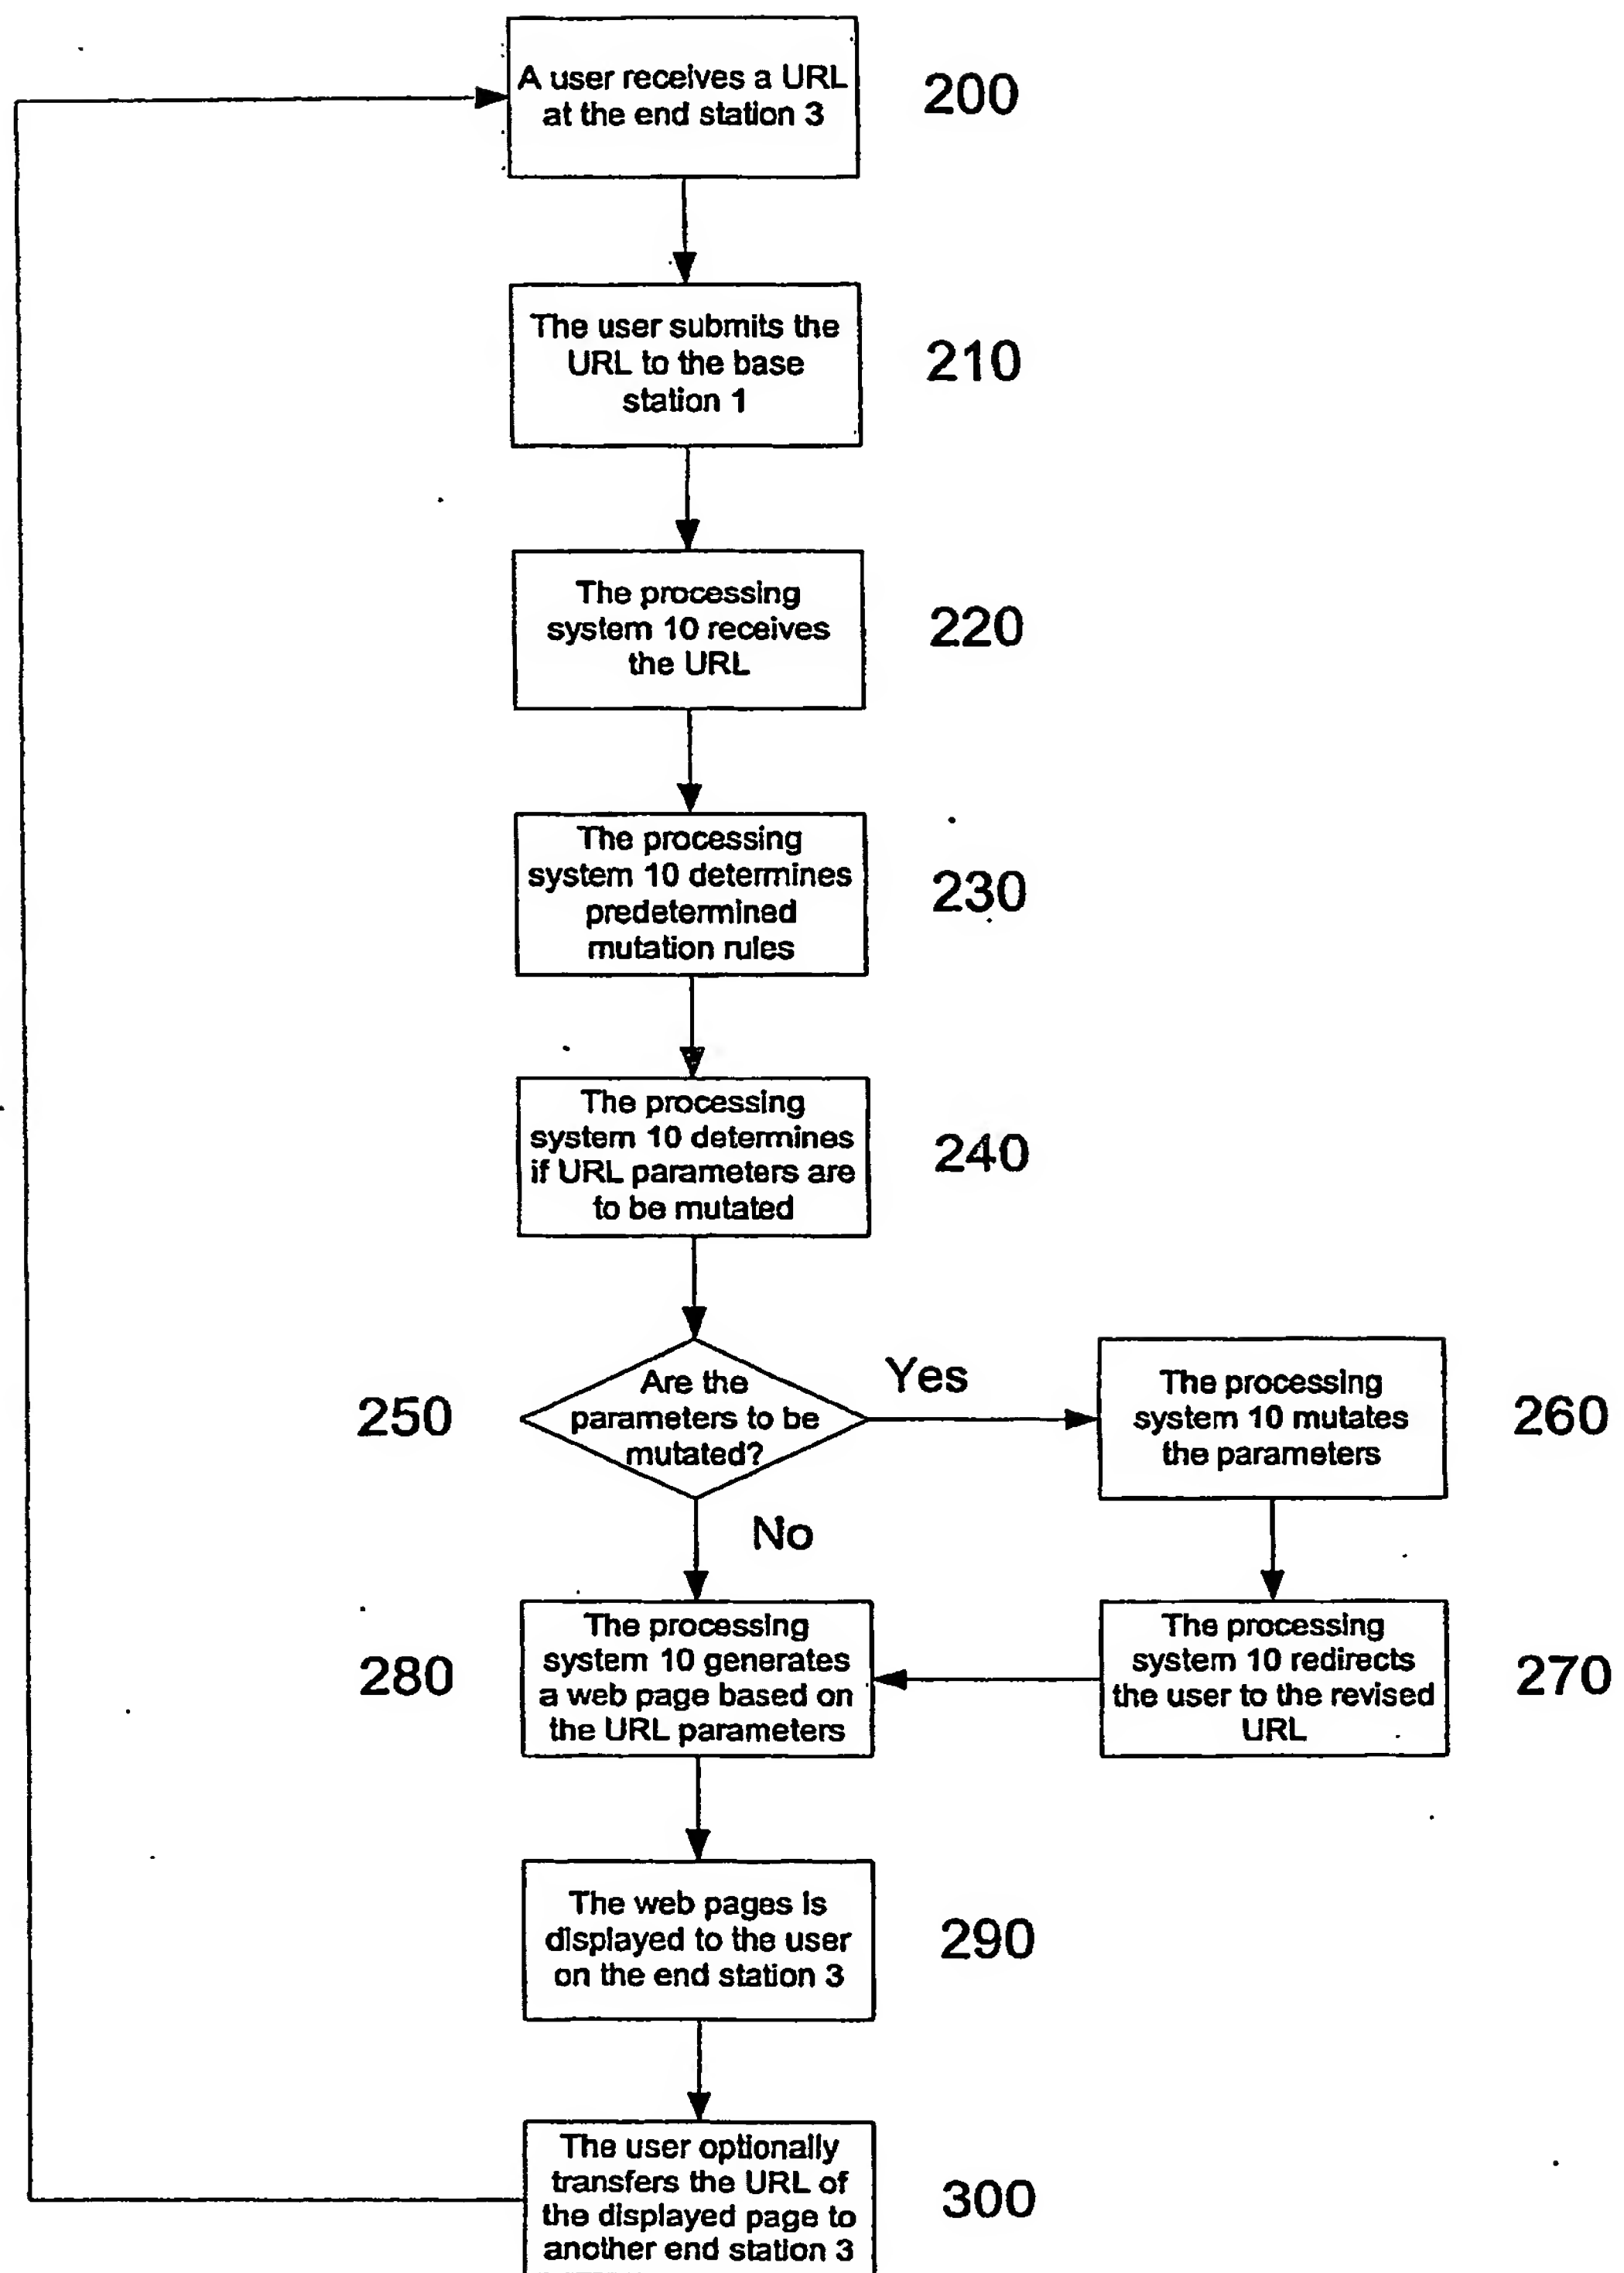 A user receives a URL
at the end station 3
200
The user submits the
URL to the base
station 1
210
The processing
system 10 receives
the URL
220
The processing
system 10 determines
predetermined
mutation rules
230
The processing
system 10 determines
if URL parameters are
to be mutated
240
250
Are the
parameters to be
mutated?
Yes
No
The processing
system 10 mutates
the parameters
260
The processing
system 10 redirects
the user to the revised
URL
270
280
The processing
system 10 generates
a web page based on
the URL parameters
The web pages is
displayed to the user
on the end station 3
290
The user optionally
transfers the URL of
the displayed page to
another end station 3
300